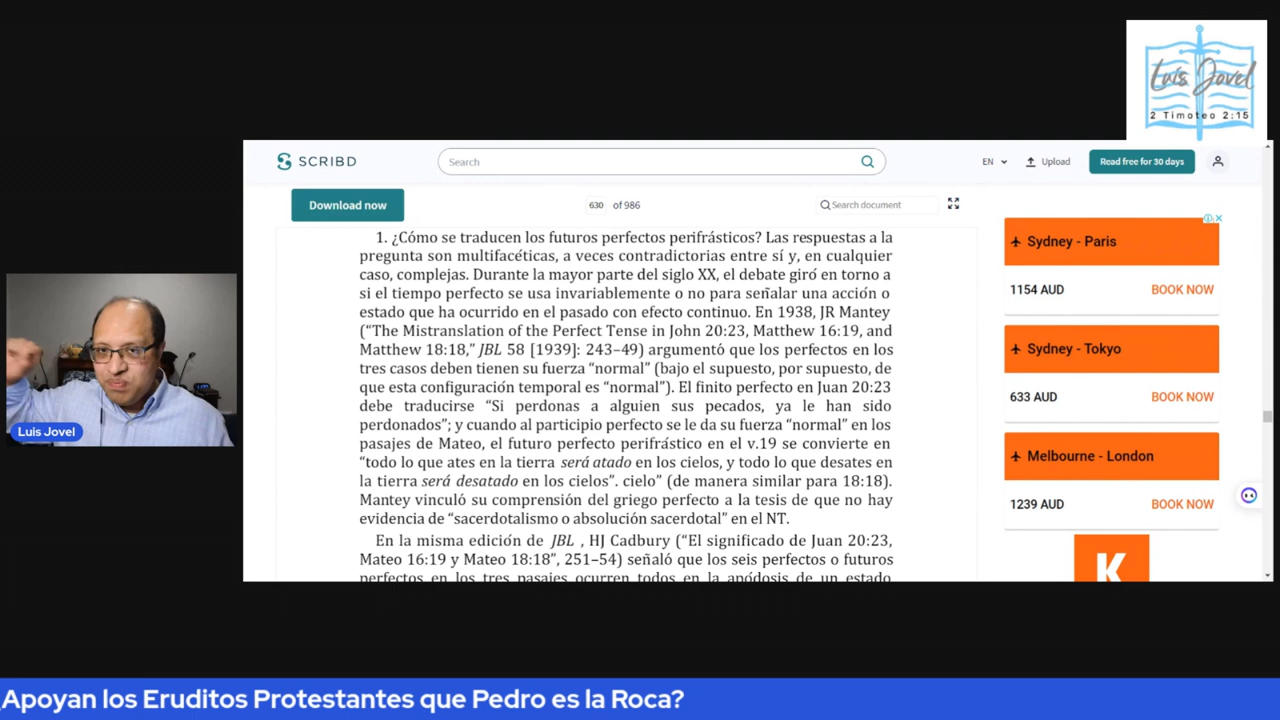 Luis Jovel
2 Timoteo 2:15
SCRIBD
Search
EN
Upload
Read free for 30 days
Download now
630 of 986
Search document
1. ¿Cómo se traducen los futuros perfectos perifrásticos? Las respuestas a la
pregunta son multifacéticas, a veces contradictorias entre sí y, en cualquier
caso, complejas. Durante la mayor parte del siglo XX, el debate giró en torno a
si el tiempo perfecto se usa invariablemente o no para señalar una acción o
estado que ha ocurrido en el pasado con efecto continuo. En 1938, JR Mantey
(“The Mistranslation of the Perfect Tense in John 20:23, Matthew 16:19, and
Matthew 18:18,” JBL 58 [1939]: 243–49) argumentó que los perfectos en los
tres casos deben tienen su fuerza “normal” (bajo el supuesto, por supuesto, de
que esta configuración temporal es “normal”). El finito perfecto en Juan 20:23
debe traducirse “Si perdonas a alguien sus pecados, ya le han sido
perdonados”; y cuando al participio perfecto se le da su fuerza “normal” en los
pasajes de Mateo, el futuro perfecto perifrástico en el v.19 se convierte en
“todo lo que ates en la tierra será atado en los cielos, y todo lo que desates en
la tierra será desatado en los cielos”. cielo” (de manera similar para 18:18).
Mantey vinculó su comprensión del griego perfecto a la tesis de que no hay
evidencia de “sacerdotalismo o absolución sacerdotal” en el NT.
En la misma edición de JBL , HJ Cadbury (“El significado de Juan 20:23,
Mateo 16:19 y Mateo 18:18”, 251–54) señaló que los seis perfectos o futuros
perfectos en los tres pasajes ocurren todos en la apódosis de un estado
Sydney - Paris
1154 AUD BOOK NOW
Sydney - Tokyo
633 AUD BOOK NOW
Melbourne - London
1239 AUD BOOK NOW
K
Luis Jovel
¿Apoyan los Eruditos Protestantes que Pedro es la Roca?